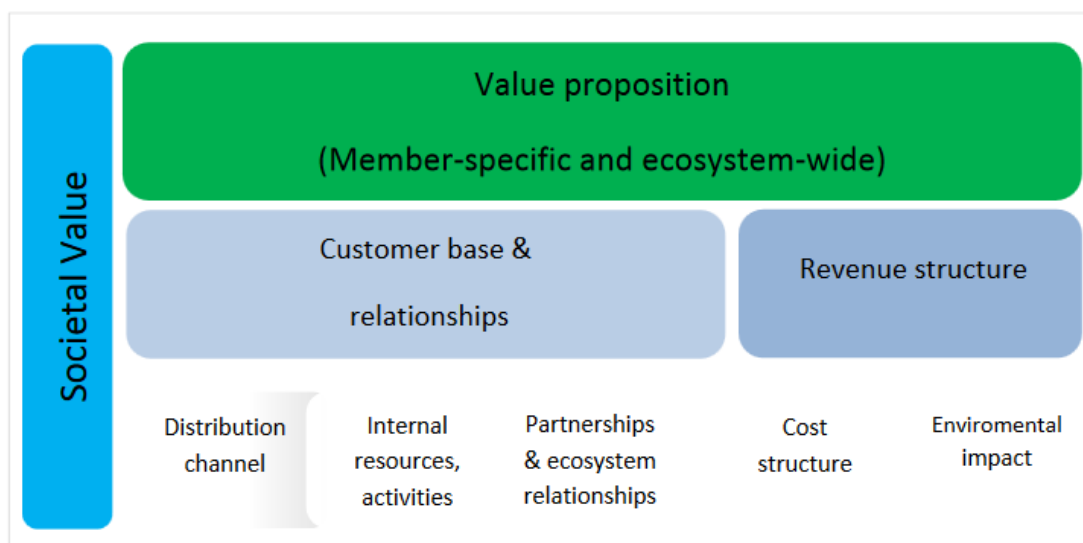 Societal Value
Value proposition
(Member-specific and ecosystem-wide)
Customer base &
relationships
Revenue structure
Distribution
channel
Internal
resources,
activities
Partnerships
& ecosystem
relationships
Cost
structure
Enviromental
impact